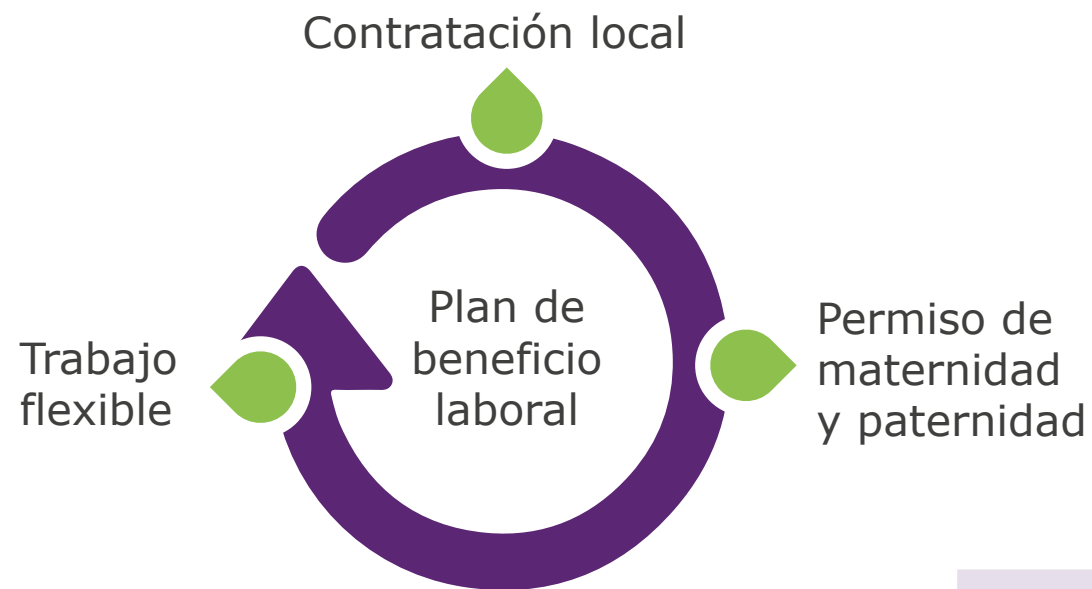 Contratación local
Plan de
beneficio
laboral
Permiso de
maternidad
y paternidad
Trabajo
flexible